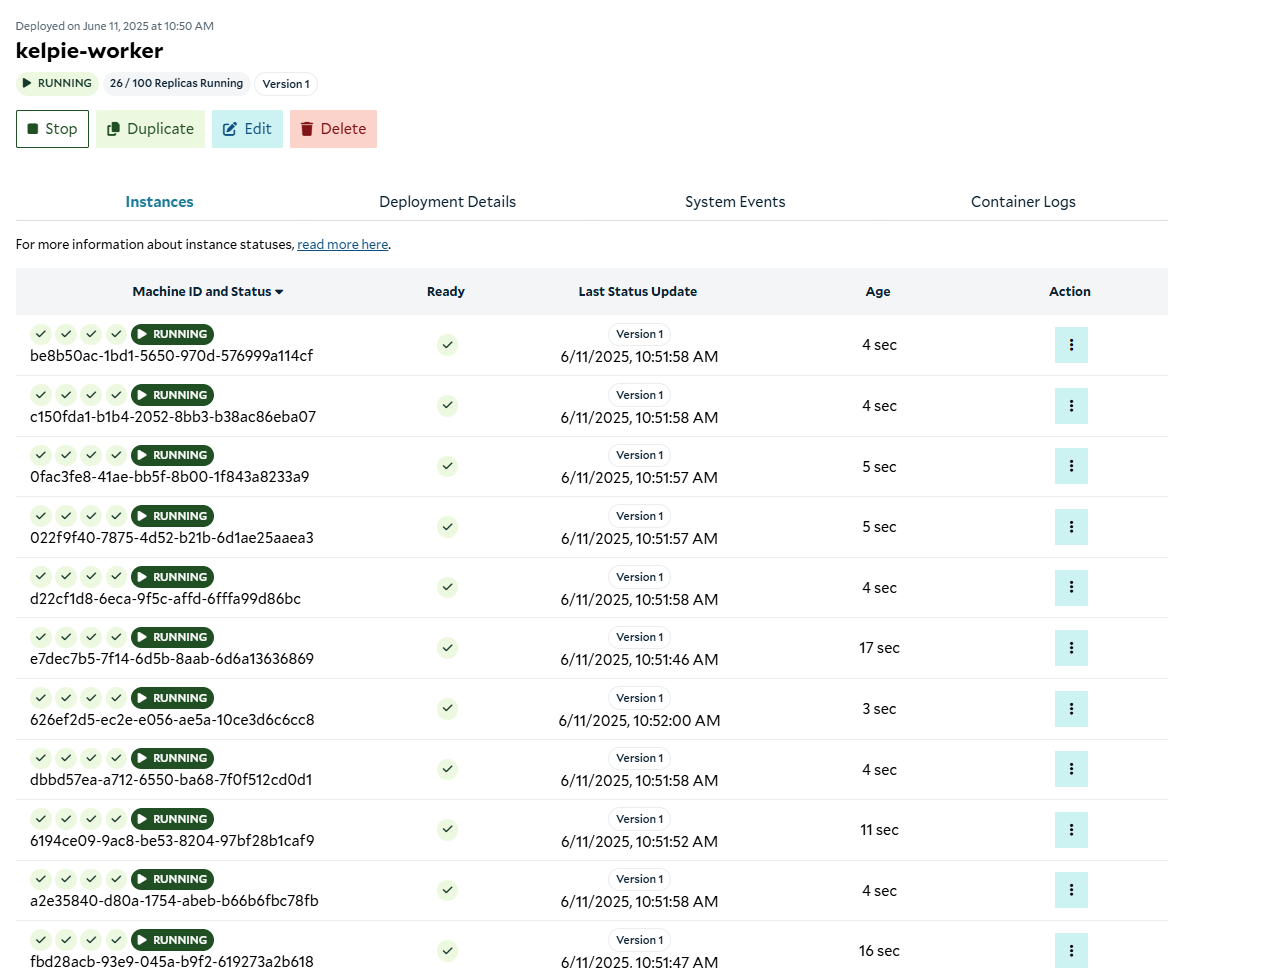 Deployed on June 11, 2025 at 10:50 AM
kelpie-worker
RUNNING 26 / 100 Replicas Running Version 1
Stop Duplicate Edit Delete
Instances Deployment Details System Events Container Logs
For more information about instance statuses, read more here.
Machine ID and Status Ready Last Status Update Age Action
RUNNING Version 1
be8b50ac-1bd1-5650-970d-576999a114cf 6/11/2025, 10:51:58 AM 4 sec
RUNNING Version 1
c150fda1-b1b4-2052-8bb3-b38ac86eba07 6/11/2025, 10:51:58 AM 4 sec
RUNNING Version 1
0fac3fe8-41ae-bb5f-8b00-1f843a8233a9 6/11/2025, 10:51:57 AM 5 sec
RUNNING Version 1
022f9f40-7875-4d52-b21b-6d1ae25aaea3 6/11/2025, 10:51:57 AM 5 sec
RUNNING Version 1
d22cf1d8-6eca-9f5c-affd-6fffa99d86bc 6/11/2025, 10:51:58 AM 4 sec
RUNNING Version 1
e7dec7b5-7f14-6d5b-8aab-6d6a13636869 6/11/2025, 10:51:46 AM 17 sec
RUNNING Version 1
626ef2d5-ec2e-e056-ae5a-10ce3d6c6cc8 6/11/2025, 10:52:00 AM 3 sec
RUNNING Version 1
dbbd57ea-a712-6550-ba68-7f0f512cd0d1 6/11/2025, 10:51:58 AM 4 sec
RUNNING Version 1
6194ce09-9ac8-be53-8204-97bf28b1caf9 6/11/2025, 10:51:52 AM 11 sec
RUNNING Version 1
a2e35840-d80a-1754-abeb-b66b6fbc78fb 6/11/2025, 10:51:58 AM 4 sec
RUNNING Version 1
fbd28acb-93e9-045a-b9f2-619273a2b618 6/11/2025, 10:51:47 AM 16 sec